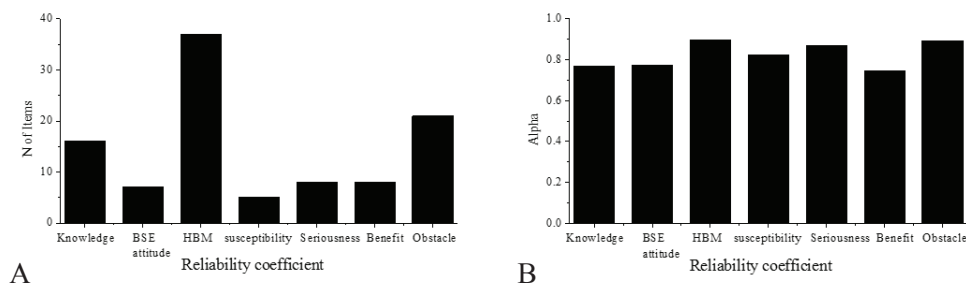 40
30
20
10
0
N of Items
Knowledge BSE attitude HBM susceptibility Seriousness Benefit Obstacle
Reliability coefficient
A
1.0
0.8
0.6
0.4
0.2
0.0
Alpha
Knowledge BSE attitude HBM susceptibility Seriousness Benefit Obstacle
Reliability coefficient
B